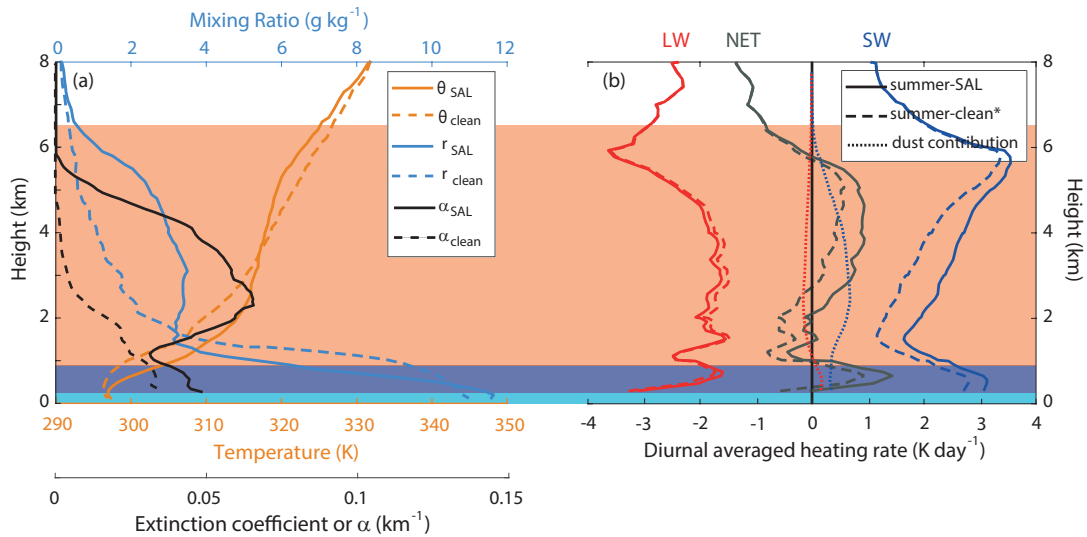 Mixing Ratio (g kg-1)
0 2 4 6 8 10 12
(a)
8
6
4
2
0
Height (km)
θ SAL
θ clean
r SAL
r clean
α SAL
α clean
290 300 310 320 330 340 350
Temperature (K)
0 0.05 0.1 0.15
Extinction coefficient or α (km-1)
LW NET SW
(b)
summer-SAL
summer-clean*
dust contribution
8
6
4
2
0
Height (km)
-4 -3 -2 -1 0 1 2 3 4
Diurnal averaged heating rate (K day-1)